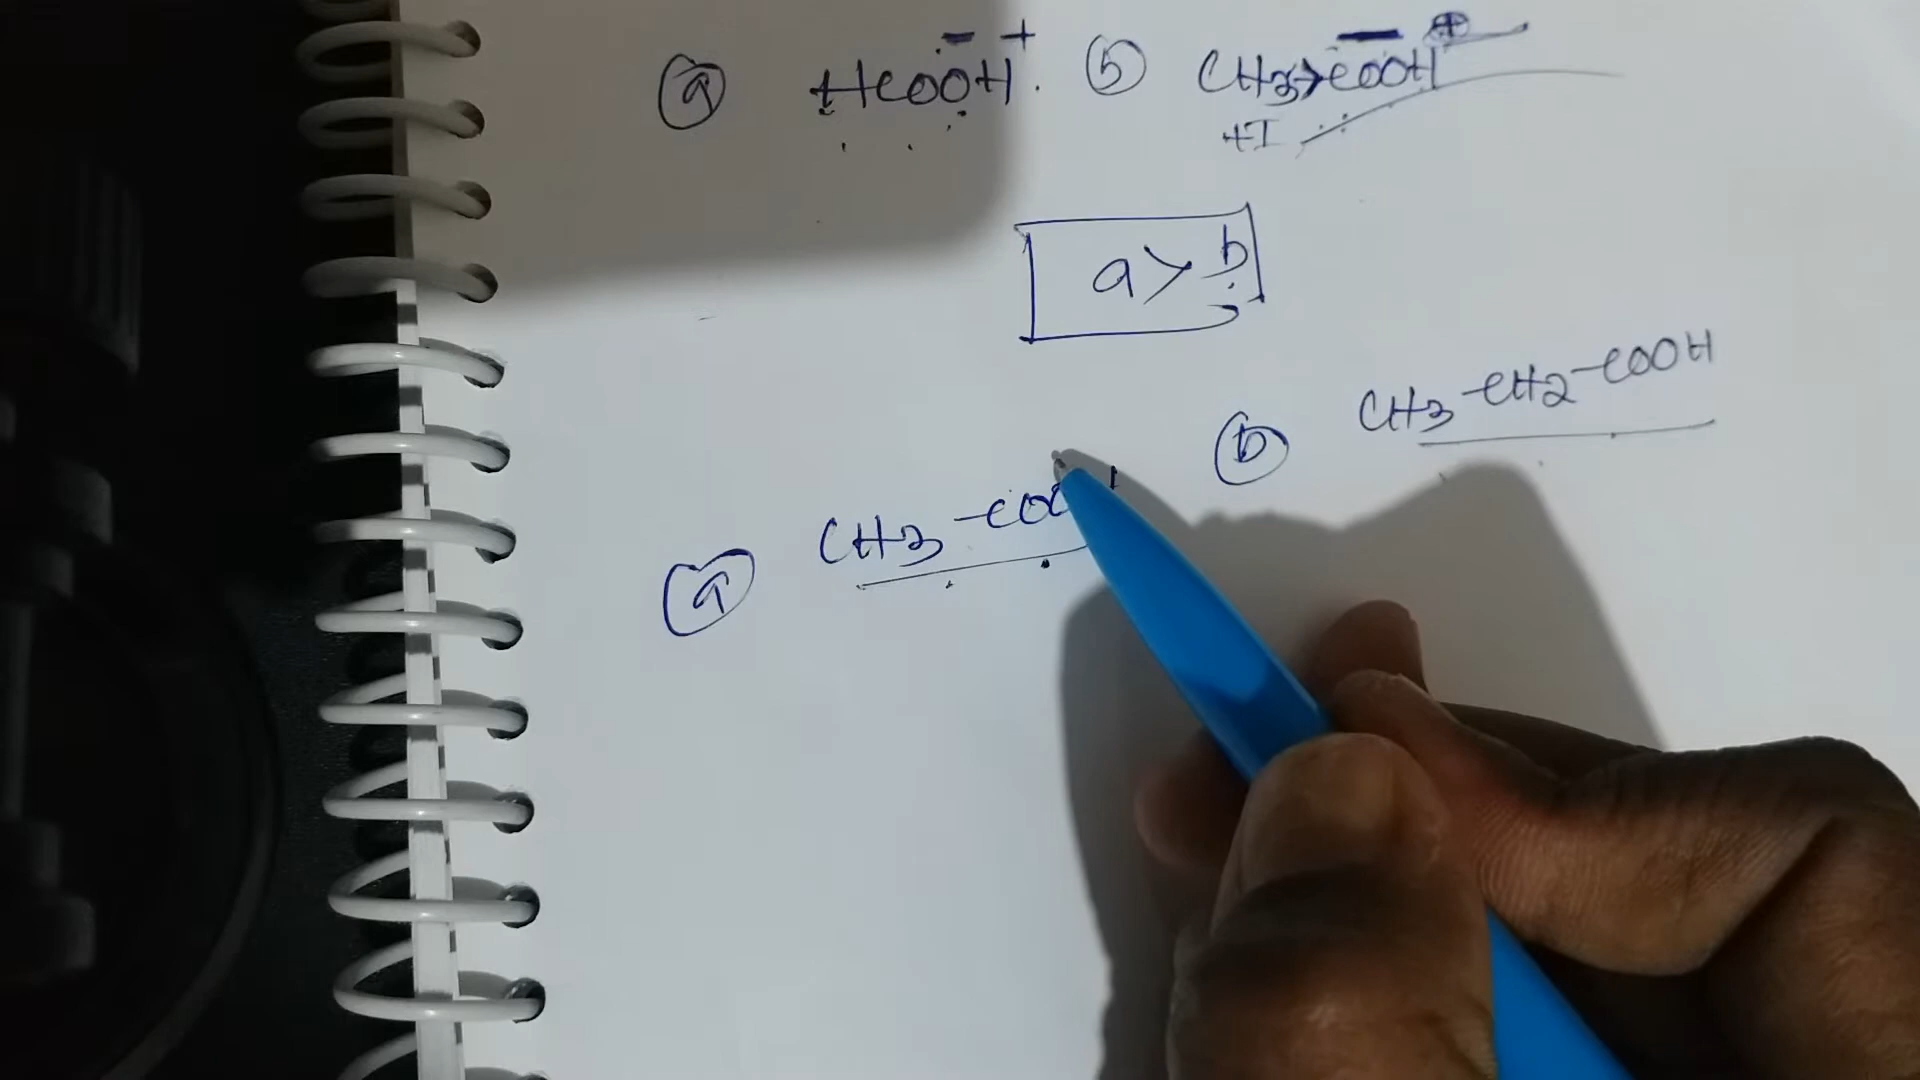 ⓐ HCOOH ⓑ CH3>COOH
- + - ⊕
+I
a > b
ⓑ CH3-CH2-COOH
ⓐ CH3-COO